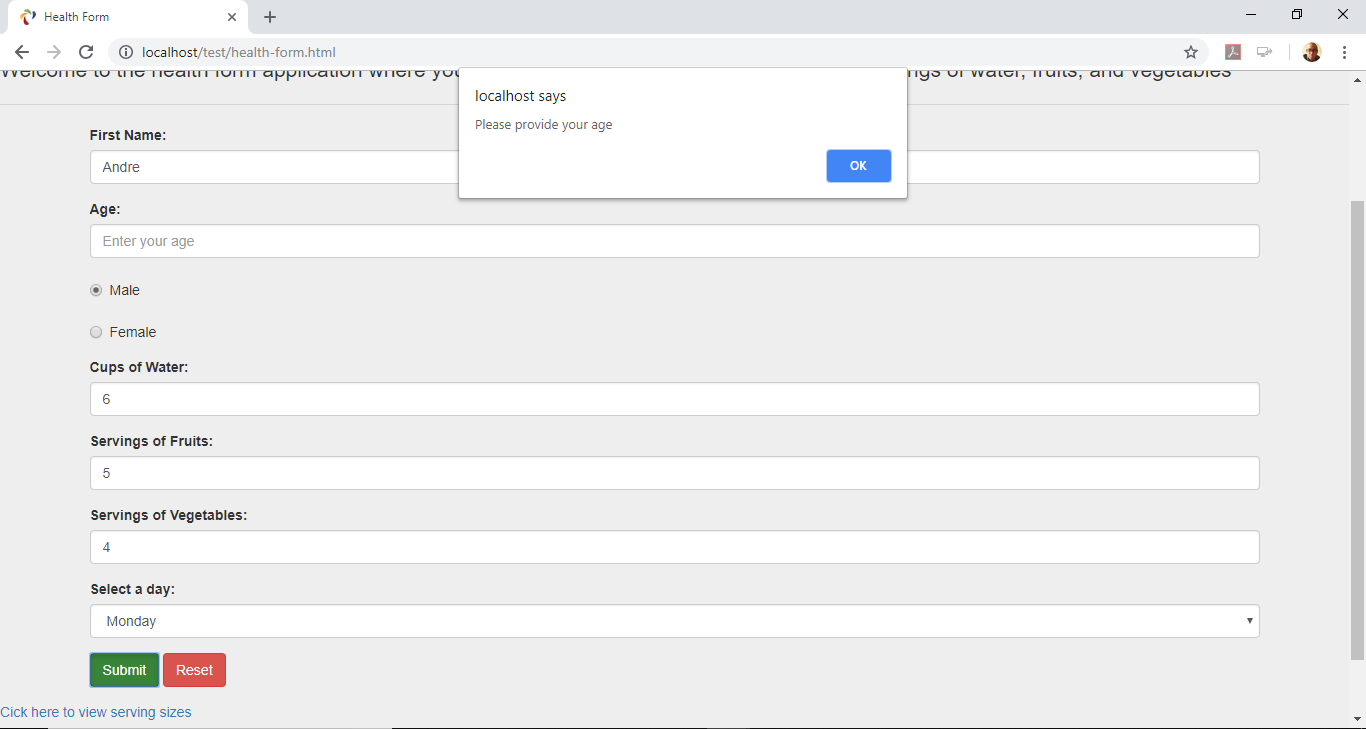 Health Form
localhost/test/health-form.html
Welcome to the health form application where you
ngs of water, fruits, and vegetables
localhost says
Please provide your age
OK
First Name:
Andre
Age:
Enter your age
Male
Female
Cups of Water:
6
Servings of Fruits:
5
Servings of Vegetables:
4
Select a day:
Monday
Submit Reset
Cick here to view serving sizes